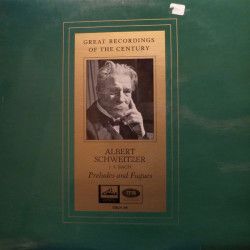 GREAT RECORDINGS
OF THE CENTURY
ALBERT
SCHWEITZER
J. S. BACH
Preludes and Fugues